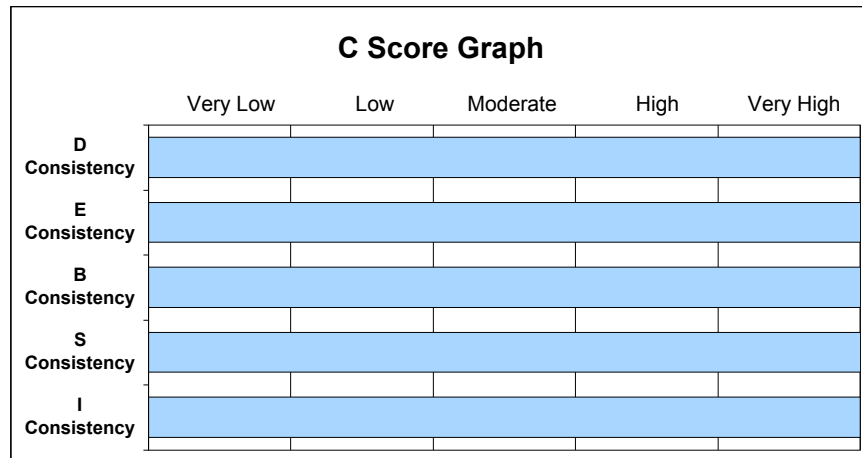 C Score Graph
Very Low Low Moderate High Very High
D
Consistency
E
Consistency
B
Consistency
S
Consistency
I
Consistency